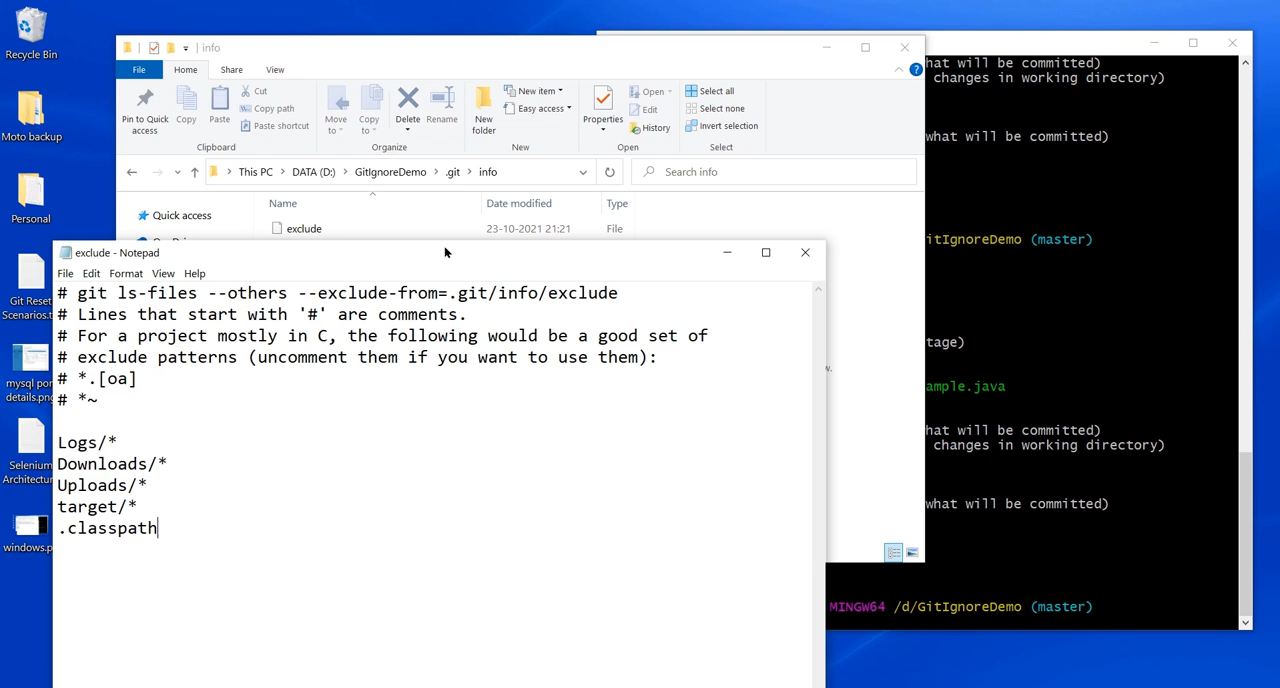 Recycle Bin
Moto backup
Personal
Git Reset
Scenarios.t
mysql por
details.png
Selenium
Architectur
windows.p
info
File
Home
Share
View
Pin to Quick
access
Copy
Paste
Cut
Copy path
Paste shortcut
Clipboard
Move
to
Copy
to
Delete
Rename
Organize
New
folder
New item
Easy access
New
Properties
Open
Edit
History
Open
Select all
Select none
Invert selection
Select
This PC > DATA (D:) > GitIgnoreDemo > .git > info
Search info
Name
Date modified
Type
Quick access
exclude
23-10-2021 21:21
File
exclude - Notepad
File Edit Format View Help
# git ls-files --others --exclude-from=.git/info/exclude
# Lines that start with '#' are comments.
# For a project mostly in C, the following would be a good set of
# exclude patterns (uncomment them if you want to use them):
# *.[oa]
# *~
Logs/*
Downloads/*
Uploads/*
target/*
.classpath
hat will be committed)
changes in working directory)
what will be committed)
itIgnoreDemo (master)
tage)
ample.java
hat will be committed)
changes in working directory)
what will be committed)
MINGW64 /d/GitIgnoreDemo (master)